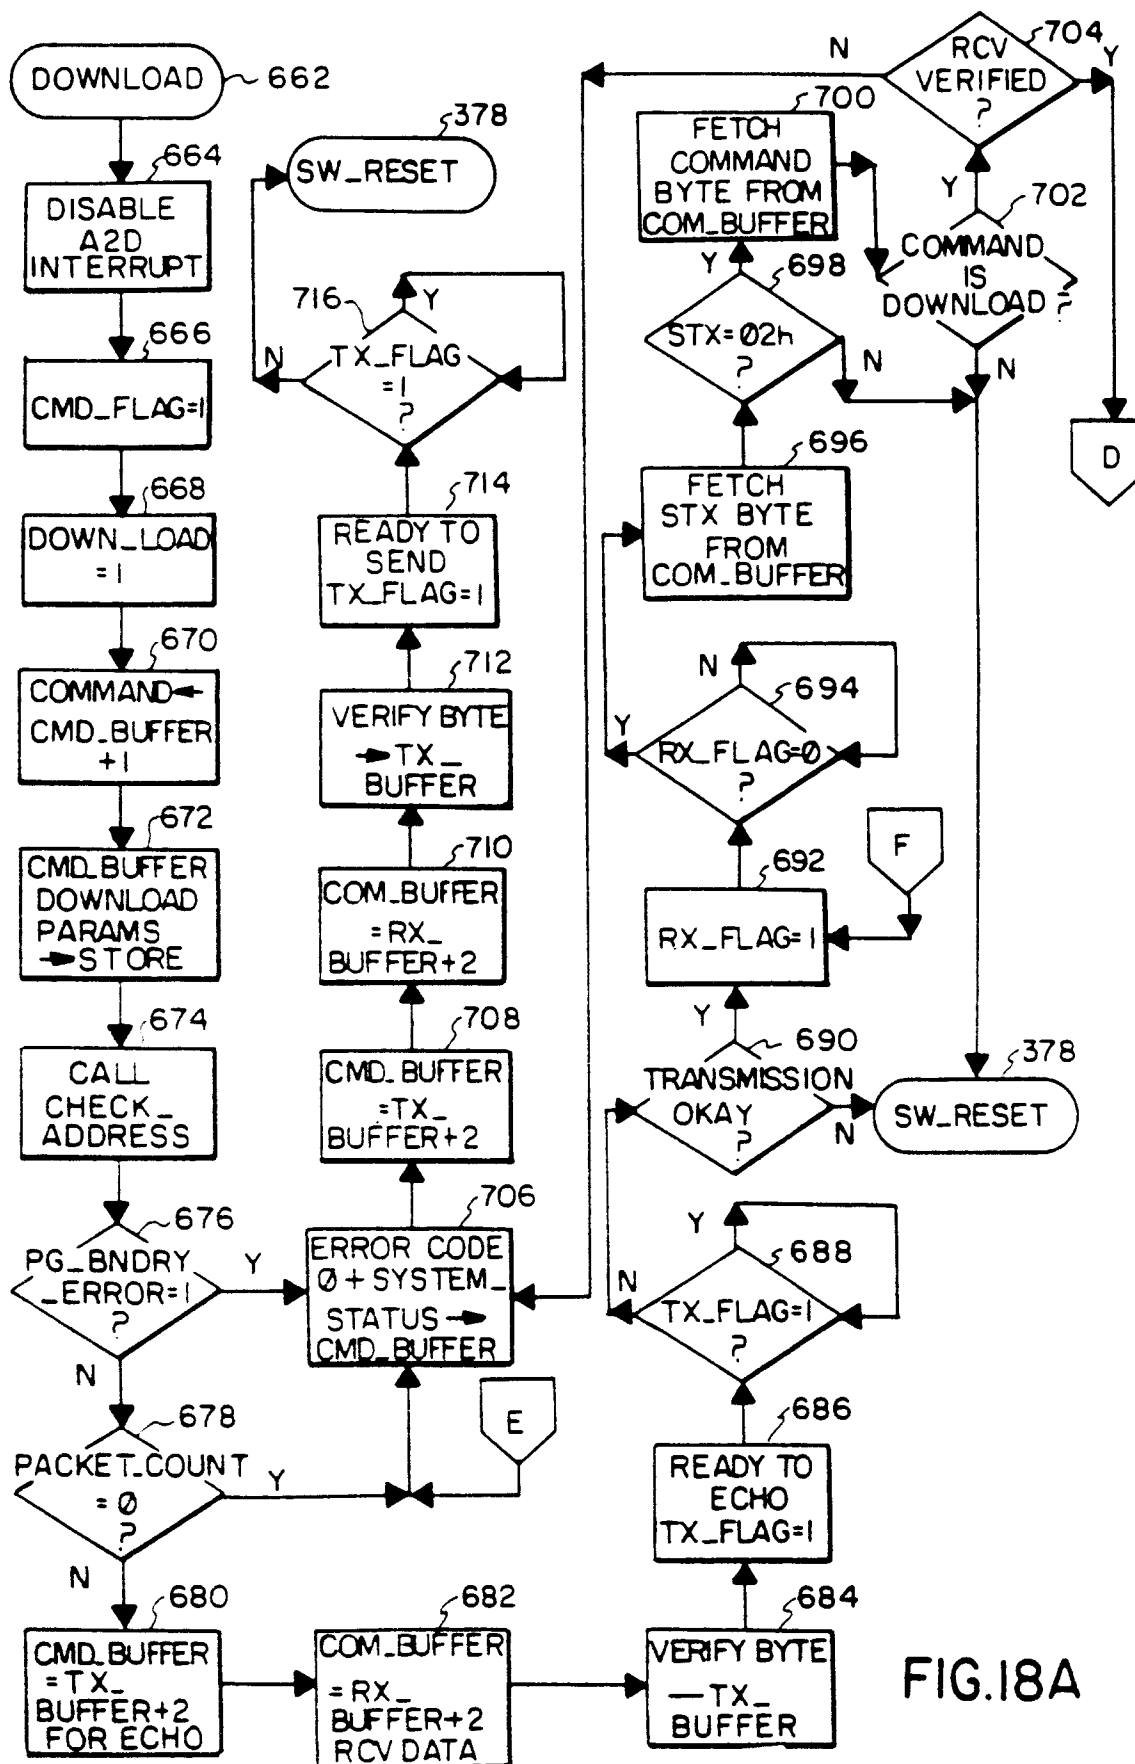 DOWNLOAD
662
664
DISABLE
A2D
INTERRUPT
666
CMD_FLAG=1
668
DOWN_LOAD
=1
670
COMMAND←
CMD_BUFFER
+1
672
CMD_BUFFER
DOWNLOAD
PARAMS
→STORE
674
CALL
CHECK_
ADDRESS
676
PG_BNDRY
_ERROR=1
?
Y
N
678
PACKET_COUNT
=Ø
?
Y
N
680
CMD_BUFFER
=TX_
BUFFER+2
FOR ECHO
682
COM_BUFFER
=RX_
BUFFER+2
RCV DATA
684
VERIFY BYTE
—TX_
BUFFER
686
READY TO
ECHO
TX_FLAG=1
688
TX_FLAG=1
?
Y
N
690
TRANSMISSION
OKAY
?
Y
N
378
SW_RESET
692
RX_FLAG=1
F
694
RX_FLAG=Ø
?
N
Y
696
FETCH
STX BYTE
FROM
COM_BUFFER
698
STX=Ø2h
?
Y
N
700
FETCH
COMMAND
BYTE FROM
COM_BUFFER
702
COMMAND
IS
DOWNLOAD
?
Y
N
704
RCV
VERIFIED
?
N
Y
D
706
ERROR CODE
Ø+SYSTEM_
STATUS→
CMD_BUFFER
E
708
CMD_BUFFER
=TX_
BUFFER+2
710
COM_BUFFER
=RX_
BUFFER+2
712
VERIFY BYTE
→TX_
BUFFER
714
READY TO
SEND
TX_FLAG=1
716
TX_FLAG
=1
?
Y
N
378
SW_RESET
FIG.18A